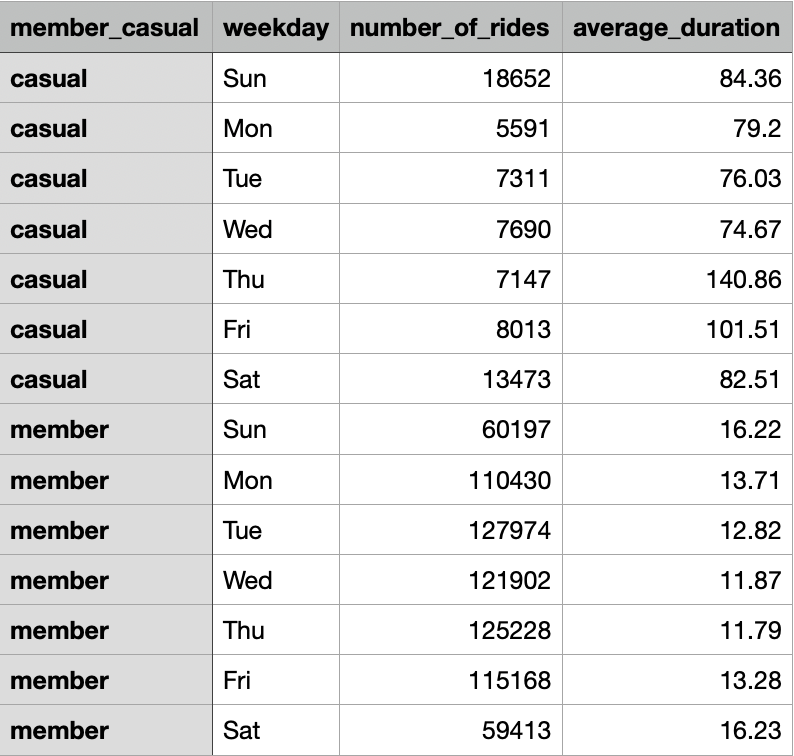 member_casual weekday number_of_rides average_duration
casual Sun 18652 84.36
casual Mon 5591 79.2
casual Tue 7311 76.03
casual Wed 7690 74.67
casual Thu 7147 140.86
casual Fri 8013 101.51
casual Sat 13473 82.51
member Sun 60197 16.22
member Mon 110430 13.71
member Tue 127974 12.82
member Wed 121902 11.87
member Thu 125228 11.79
member Fri 115168 13.28
member Sat 59413 16.23